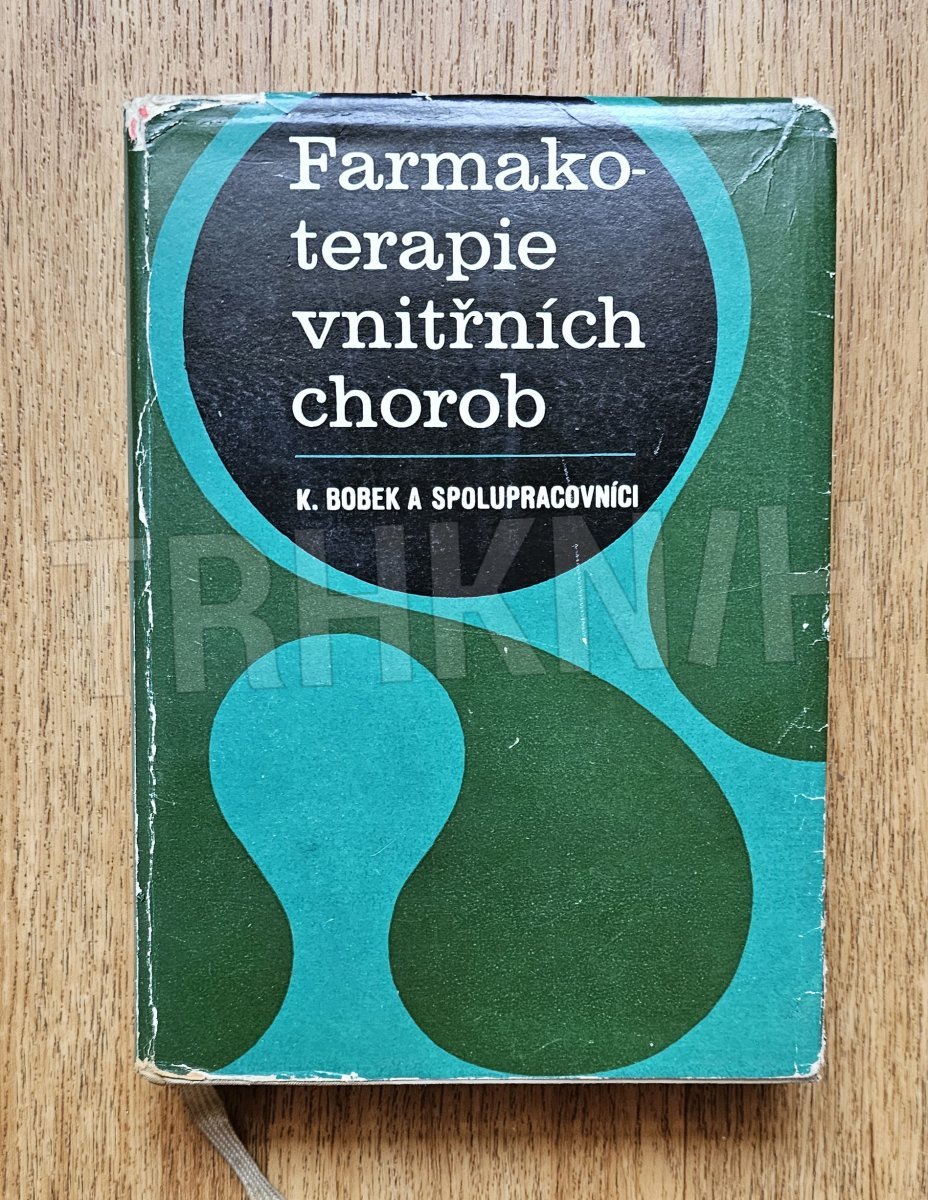 Farmako-
terapie
vnitřních
chorob
K. BOBEK A SPOLUPRACOVNÍCI
TRHKNIH